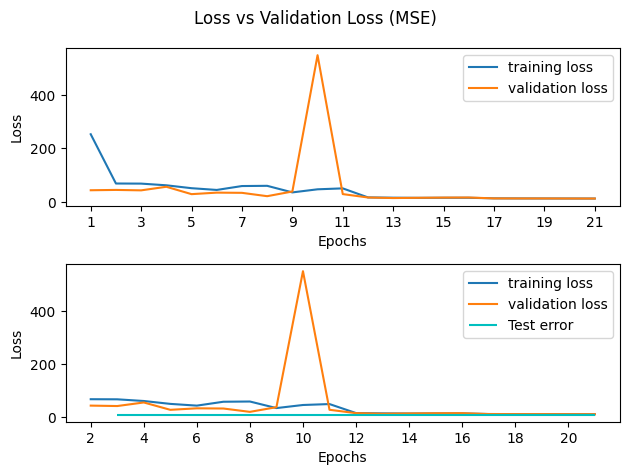 Loss vs Validation Loss (MSE)
training loss
validation loss
400
200
0
Loss
1 3 5 7 9 11 13 15 17 19 21
Epochs
training loss
validation loss
Test error
400
200
0
Loss
2 4 6 8 10 12 14 16 18 20
Epochs